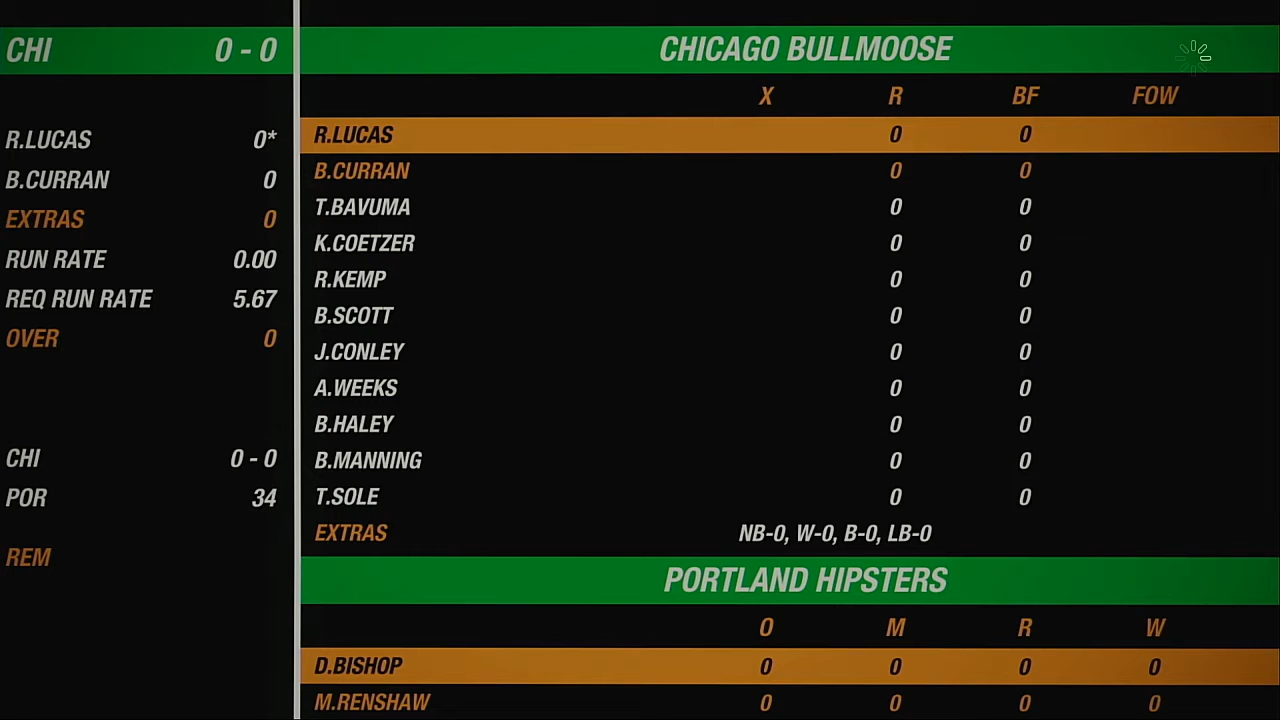 CHI 0 - 0
R.LUCAS 0*
B.CURRAN 0
EXTRAS 0
RUN RATE 0.00
REQ RUN RATE 5.67
OVER 0
CHI 0 - 0
POR 34
REM
CHICAGO BULLMOOSE
X R BF FOW
R.LUCAS 0 0
B.CURRAN 0 0
T.BAVUMA 0 0
K.COETZER 0 0
R.KEMP 0 0
B.SCOTT 0 0
J.CONLEY 0 0
A.WEEKS 0 0
B.HALEY 0 0
B.MANNING 0 0
T.SOLE 0 0
EXTRAS NB-0, W-0, B-0, LB-0
PORTLAND HIPSTERS
O M R W
D.BISHOP 0 0 0 0
M.RENSHAW 0 0 0 0